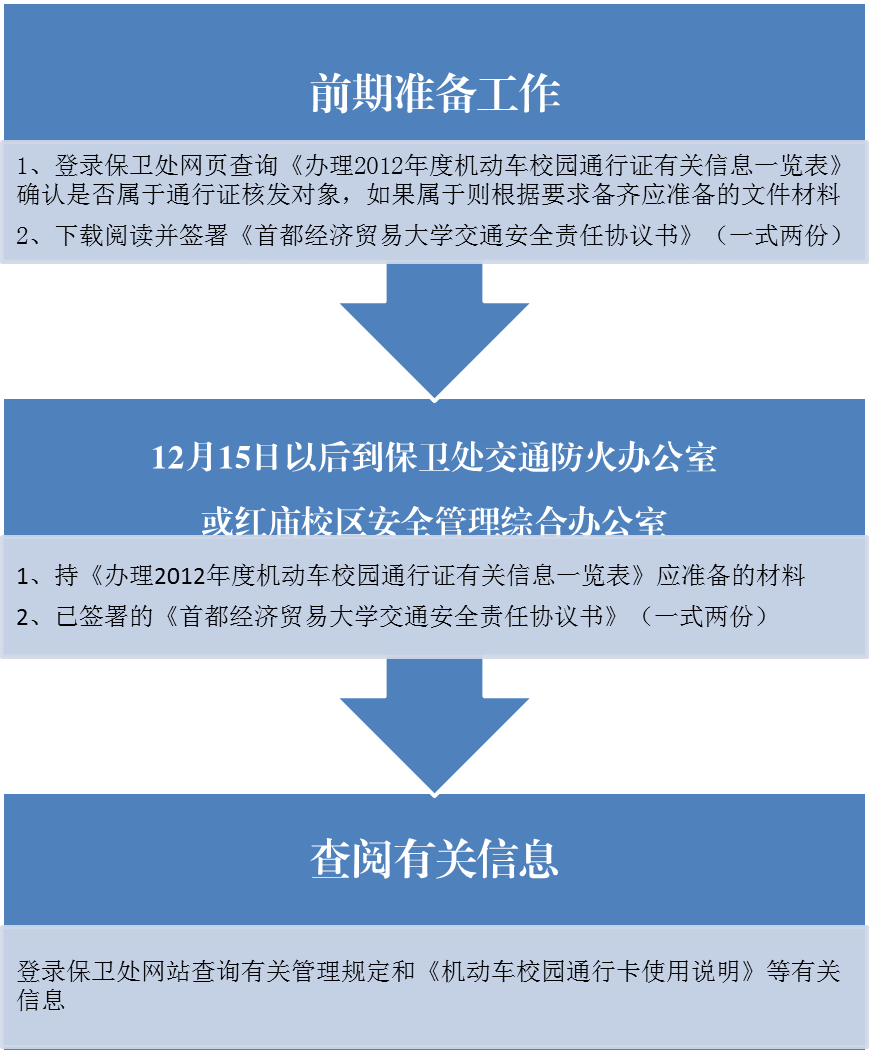 前期准备工作
1、登录保卫处网页查询《办理2012年度机动车校园通行证有关信息一览表》
确认是否属于通行证核发对象，如果属于则根据要求备齐应准备的文件材料
2、下载阅读并签署《首都经济贸易大学交通安全责任协议书》（一式两份）
12月15日以后到保卫处交通防火办公室
或红庙校区安全管理综合办公室
1、持《办理2012年度机动车校园通行证有关信息一览表》应准备的材料
2、已签署的《首都经济贸易大学交通安全责任协议书》（一式两份）
查阅有关信息
登录保卫处网站查询有关管理规定和《机动车校园通行卡使用说明》等有关
信息